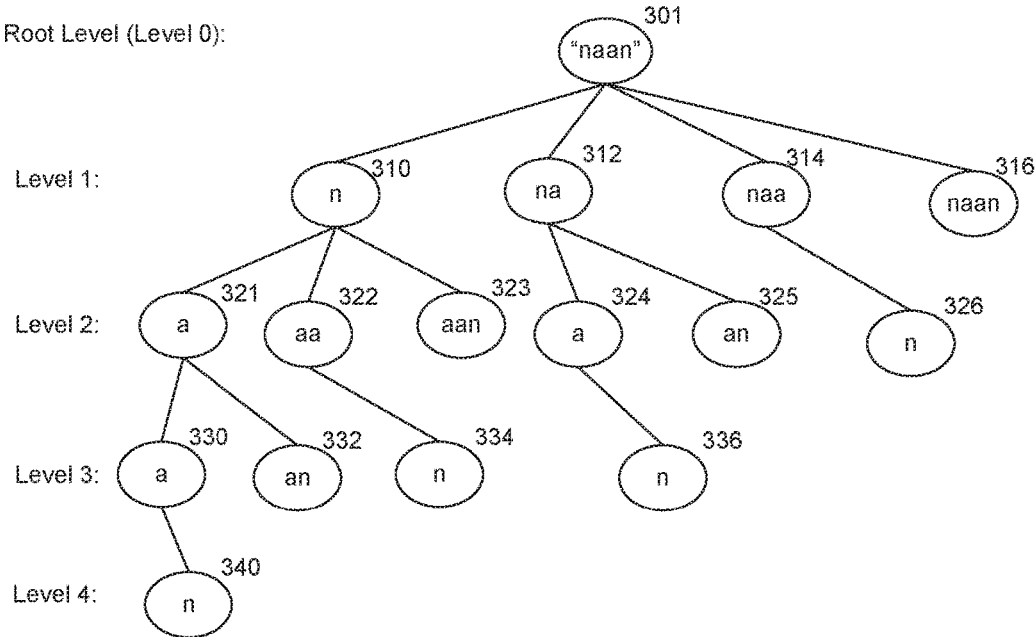 Root Level (Level 0):
301
“naan”
Level 1:
310
n
312
na
314
naa
316
naan
Level 2:
321
a
322
aa
323
aan
324
a
325
an
326
n
Level 3:
330
a
332
an
334
n
336
n
Level 4:
340
n